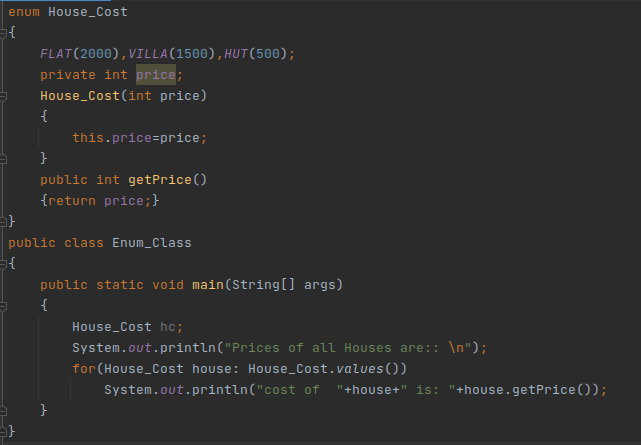 enum House_Cost
{
    FLAT(2000),VILLA(1500),HUT(500);
    private int price;
    House_Cost(int price)
    {
        this.price=price;
    }
    public int getPrice()
    {return price;}
}
public class Enum_Class
{
    public static void main(String[] args)
    {
        House_Cost hc;
        System.out.println("Prices of all Houses are:: \n");
        for(House_Cost house: House_Cost.values())
            System.out.println("cost of  "+house+" is: "+house.getPrice());
    }
}